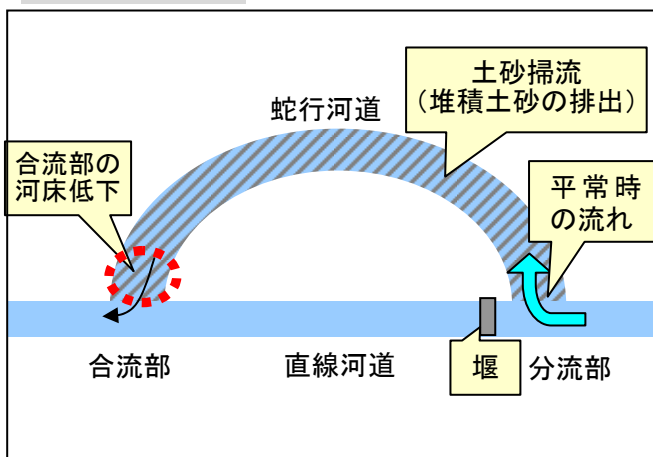 土砂掃流
（堆積土砂の排出）
蛇行河道
合流部の
河床低下
平常時
の流れ
合流部
直線河道
堰
分流部